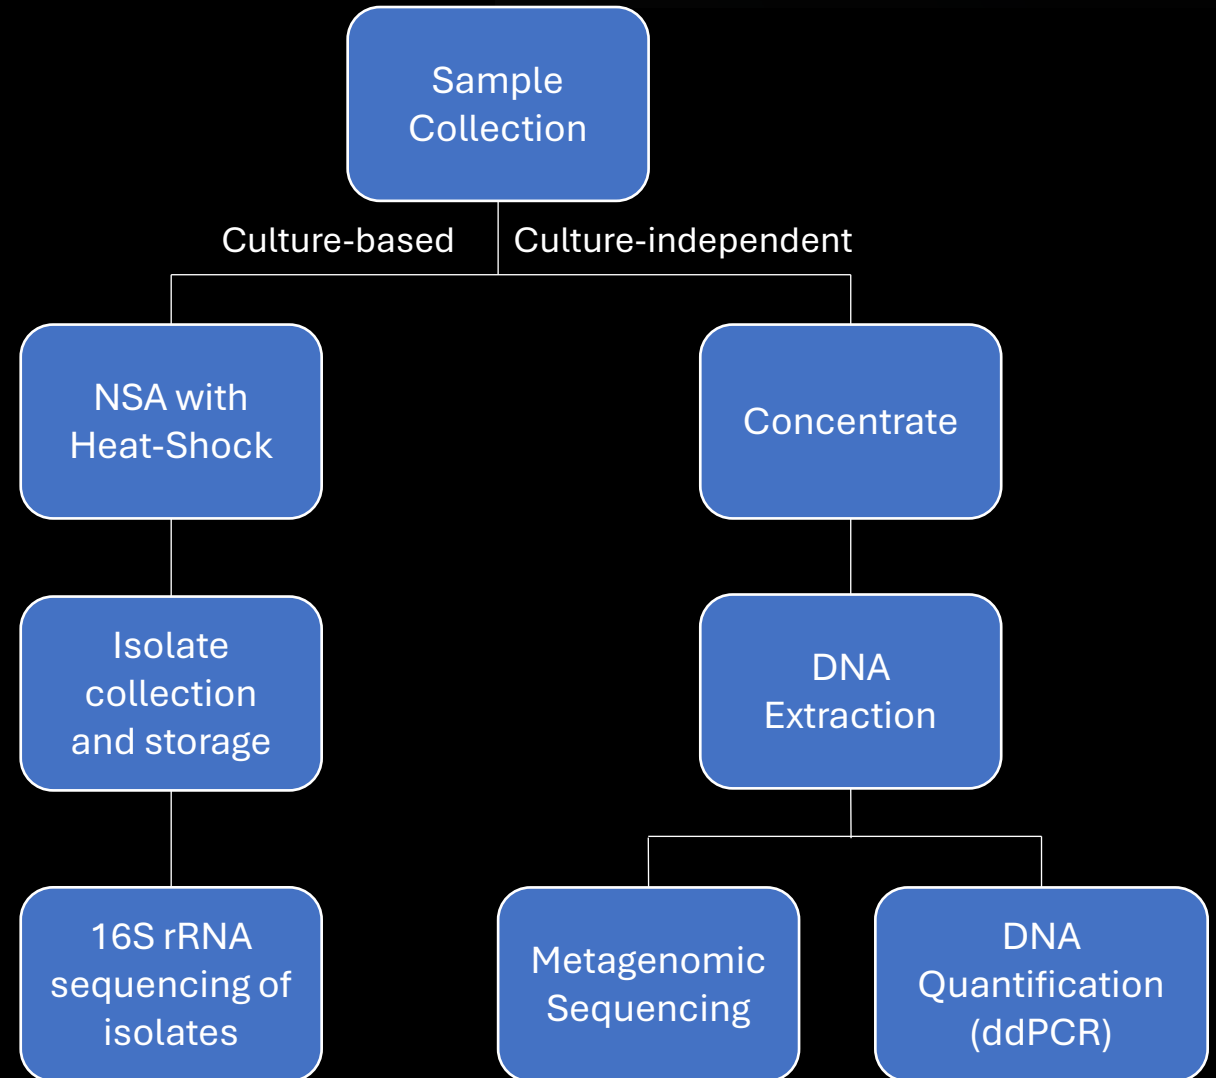 Sample
Collection
Culture-based
Culture-independent
NSA with
Heat-Shock
Concentrate
Isolate
collection
and storage
DNA
Extraction
16S rRNA
sequencing of
isolates
Metagenomic
Sequencing
DNA
Quantification
(ddPCR)